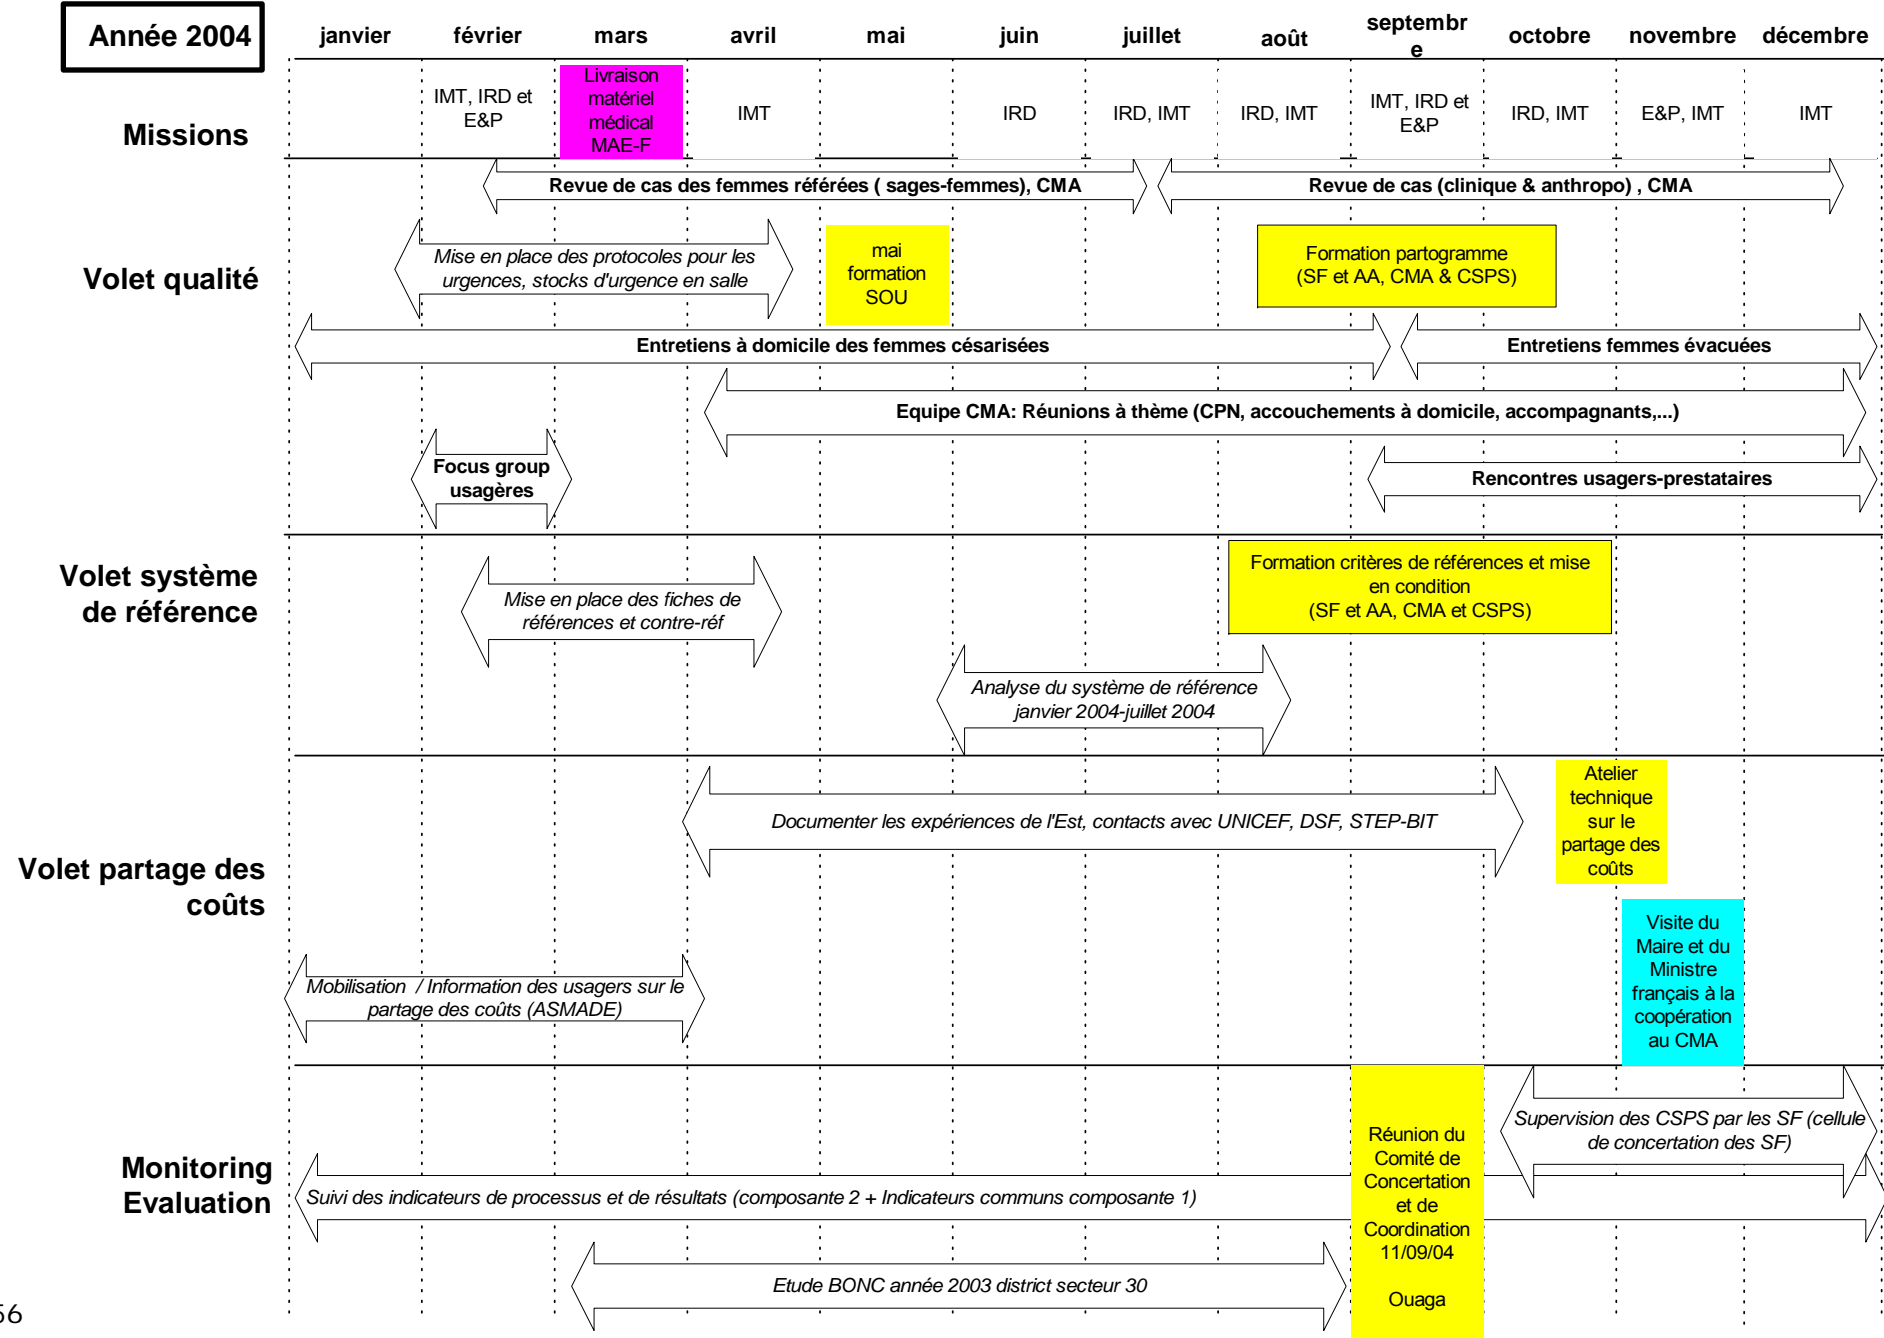 Année 2004
janvier
février
mars
avril
mai
juin
juillet
août
septembr
e
octobre
novembre
décembre
Missions
IMT, IRD et
E&P
Livraison
matériel
médical
MAE-F
IMT
IRD
IRD, IMT
IRD, IMT
IMT, IRD et
E&P
IRD, IMT
E&P, IMT
IMT
Revue de cas des femmes référées ( sages-femmes), CMA
Revue de cas (clinique & anthropo) , CMA
Volet qualité
Mise en place des protocoles pour les
urgences, stocks d'urgence en salle
mai
formation
SOU
Formation partogramme
(SF et AA, CMA & CSPS)
Entretiens à domicile des femmes césarisées
Entretiens femmes évacuées
Equipe CMA: Réunions à thème (CPN, accouchements à domicile, accompagnants,...)
Focus group
usagères
Rencontres usagers-prestataires
Volet système
de référence
Mise en place des fiches de
références et contre-réf
Formation critères de références et mise
en condition
(SF et AA, CMA et CSPS)
Analyse du système de référence
janvier 2004-juillet 2004
Volet partage des
coûts
Documenter les expériences de l'Est, contacts avec UNICEF, DSF, STEP-BIT
Atelier
technique
sur le
partage des
coûts
Visite du
Maire et du
Ministre
français à la
coopération
au CMA
Mobilisation / Information des usagers sur le
partage des coûts (ASMADE)
Monitoring
Evaluation
Supervision des CSPS par les SF (cellule
de concertation des SF)
Réunion du
Comité de
Concertation
et de
Coordination
11/09/04
Ouaga
Suivi des indicateurs de processus et de résultats (composante 2 + Indicateurs communs composante 1)
Etude BONC année 2003 district secteur 30
56